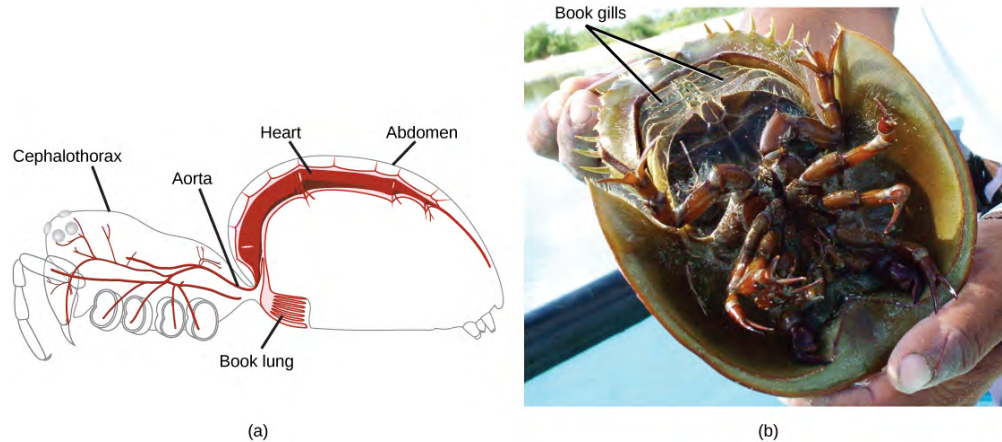 Book gills
Heart
Abdomen
Cephalothorax
Aorta
Book lung
(a)
(b)